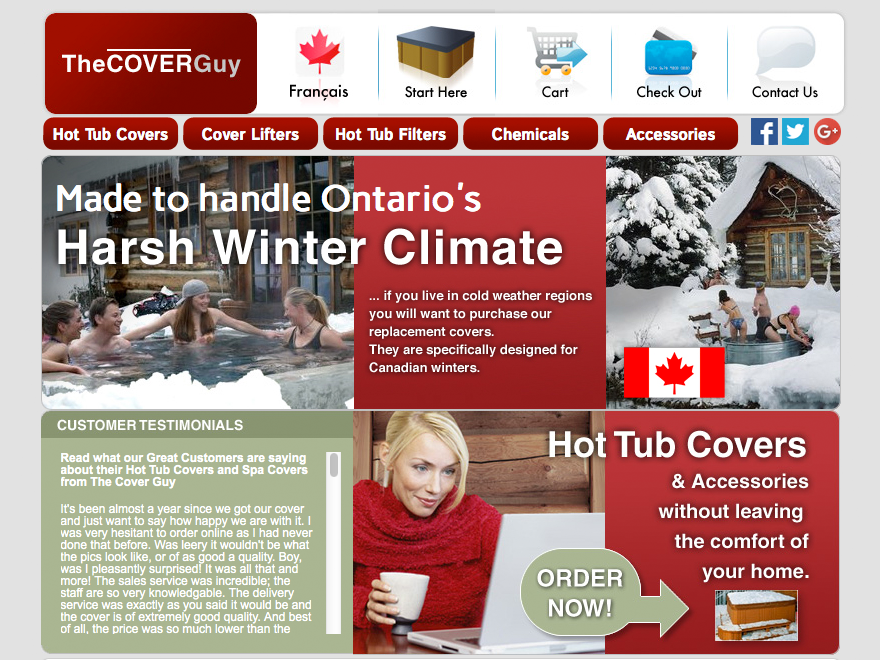 TheCOVERGuy
Français
Start Here
Cart
Check Out
Contact Us
Hot Tub Covers
Cover Lifters
Hot Tub Filters
Chemicals
Accessories
Made to handle Ontario's
Harsh Winter Climate
... if you live in cold weather regions
you will want to purchase our
replacement covers.
They are specifically designed for
Canadian winters.
CUSTOMER TESTIMONIALS
Read what our Great Customers are saying
about their Hot Tub Covers and Spa Covers
from The Cover Guy
It's been almost a year since we got our cover
and just want to say how happy we are with it. I
was very hesitant to order online as I had never
done that before. Was leery it wouldn't be what
the pics look like, or of as good a quality. Boy,
was I pleasantly surprised! It was all that and
more! The sales service was incredible; the
staff are so very knowledgable. The delivery
service was exactly as you said it would be and
the cover is of extremely good quality. And best
of all, the price was so much lower than the
Hot Tub Covers
& Accessories
without leaving
the comfort of
your home.
ORDER
NOW!